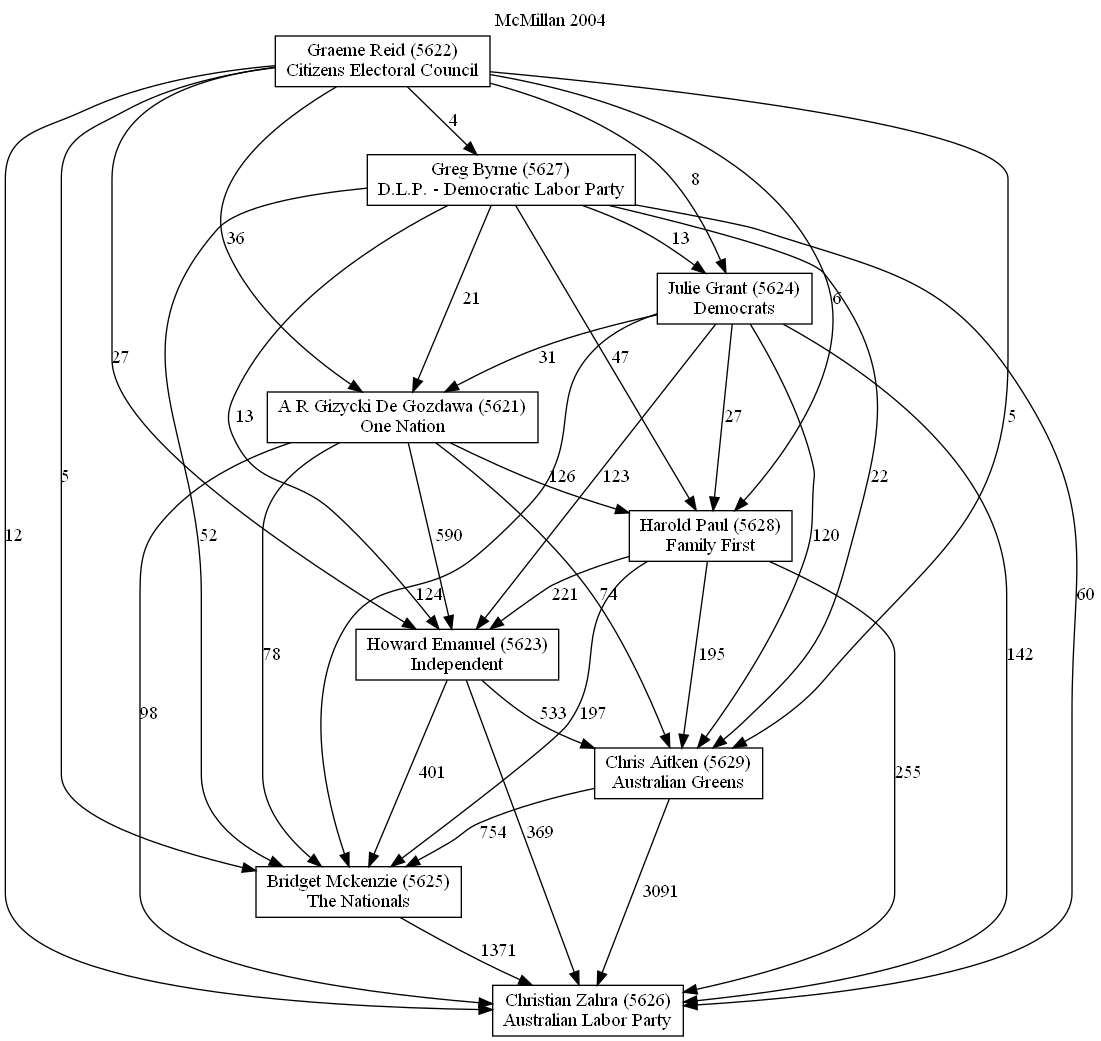 McMillan 2004
Graeme Reid (5622)
Citizens Electoral Council
4
Greg Byrne (5627)
D.L.P. - Democratic Labor Party
8
36
13
21
6
Julie Grant (5624)
Democrats
31
47
27
27
13
5
A R Gizycki De Gozdawa (5621)
One Nation
5
126
123
22
12
52
590
120
Harold Paul (5628)
Family First
124
221
74
60
78
Howard Emanuel (5623)
Independent
195
142
98
533
197
401
Chris Aitken (5629)
Australian Greens
255
754
369
Bridget Mckenzie (5625)
The Nationals
3091
1371
Christian Zahra (5626)
Australian Labor Party